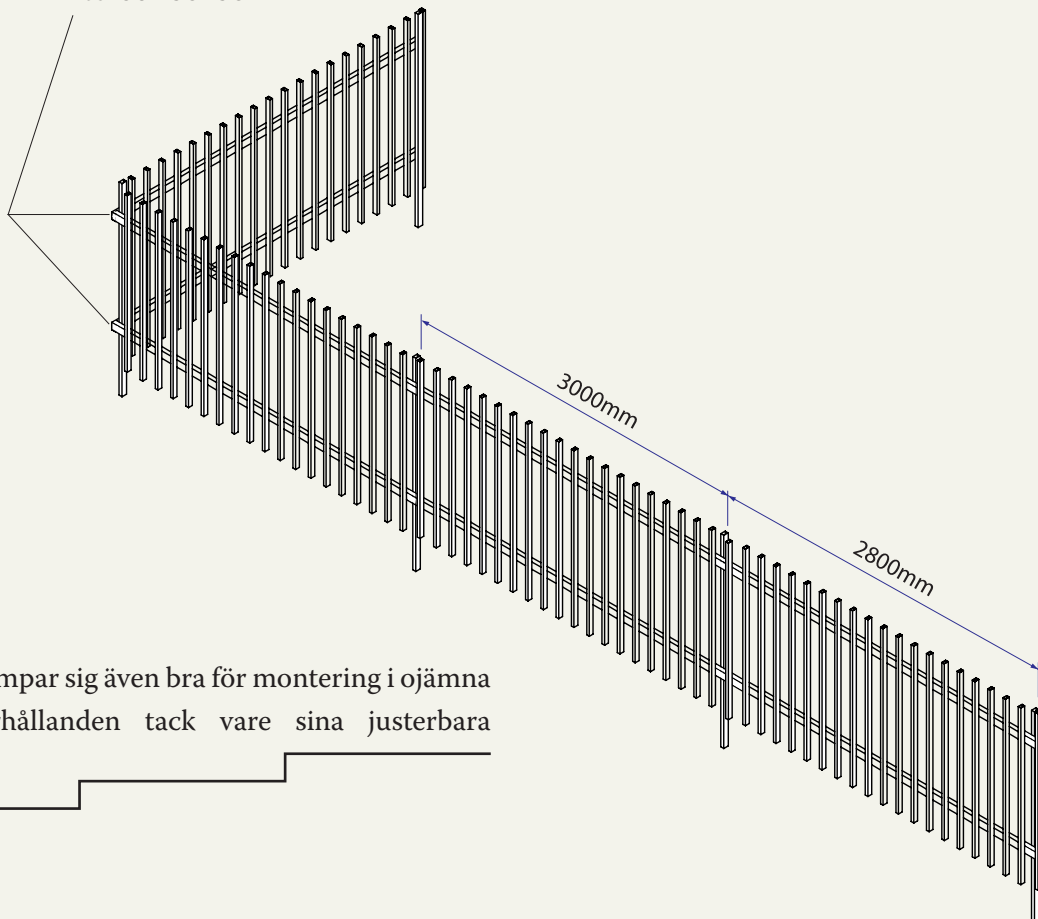 3000mm
2800mm
mpar sig även bra för montering i ojämna
hållanden tack vare sina justerbara